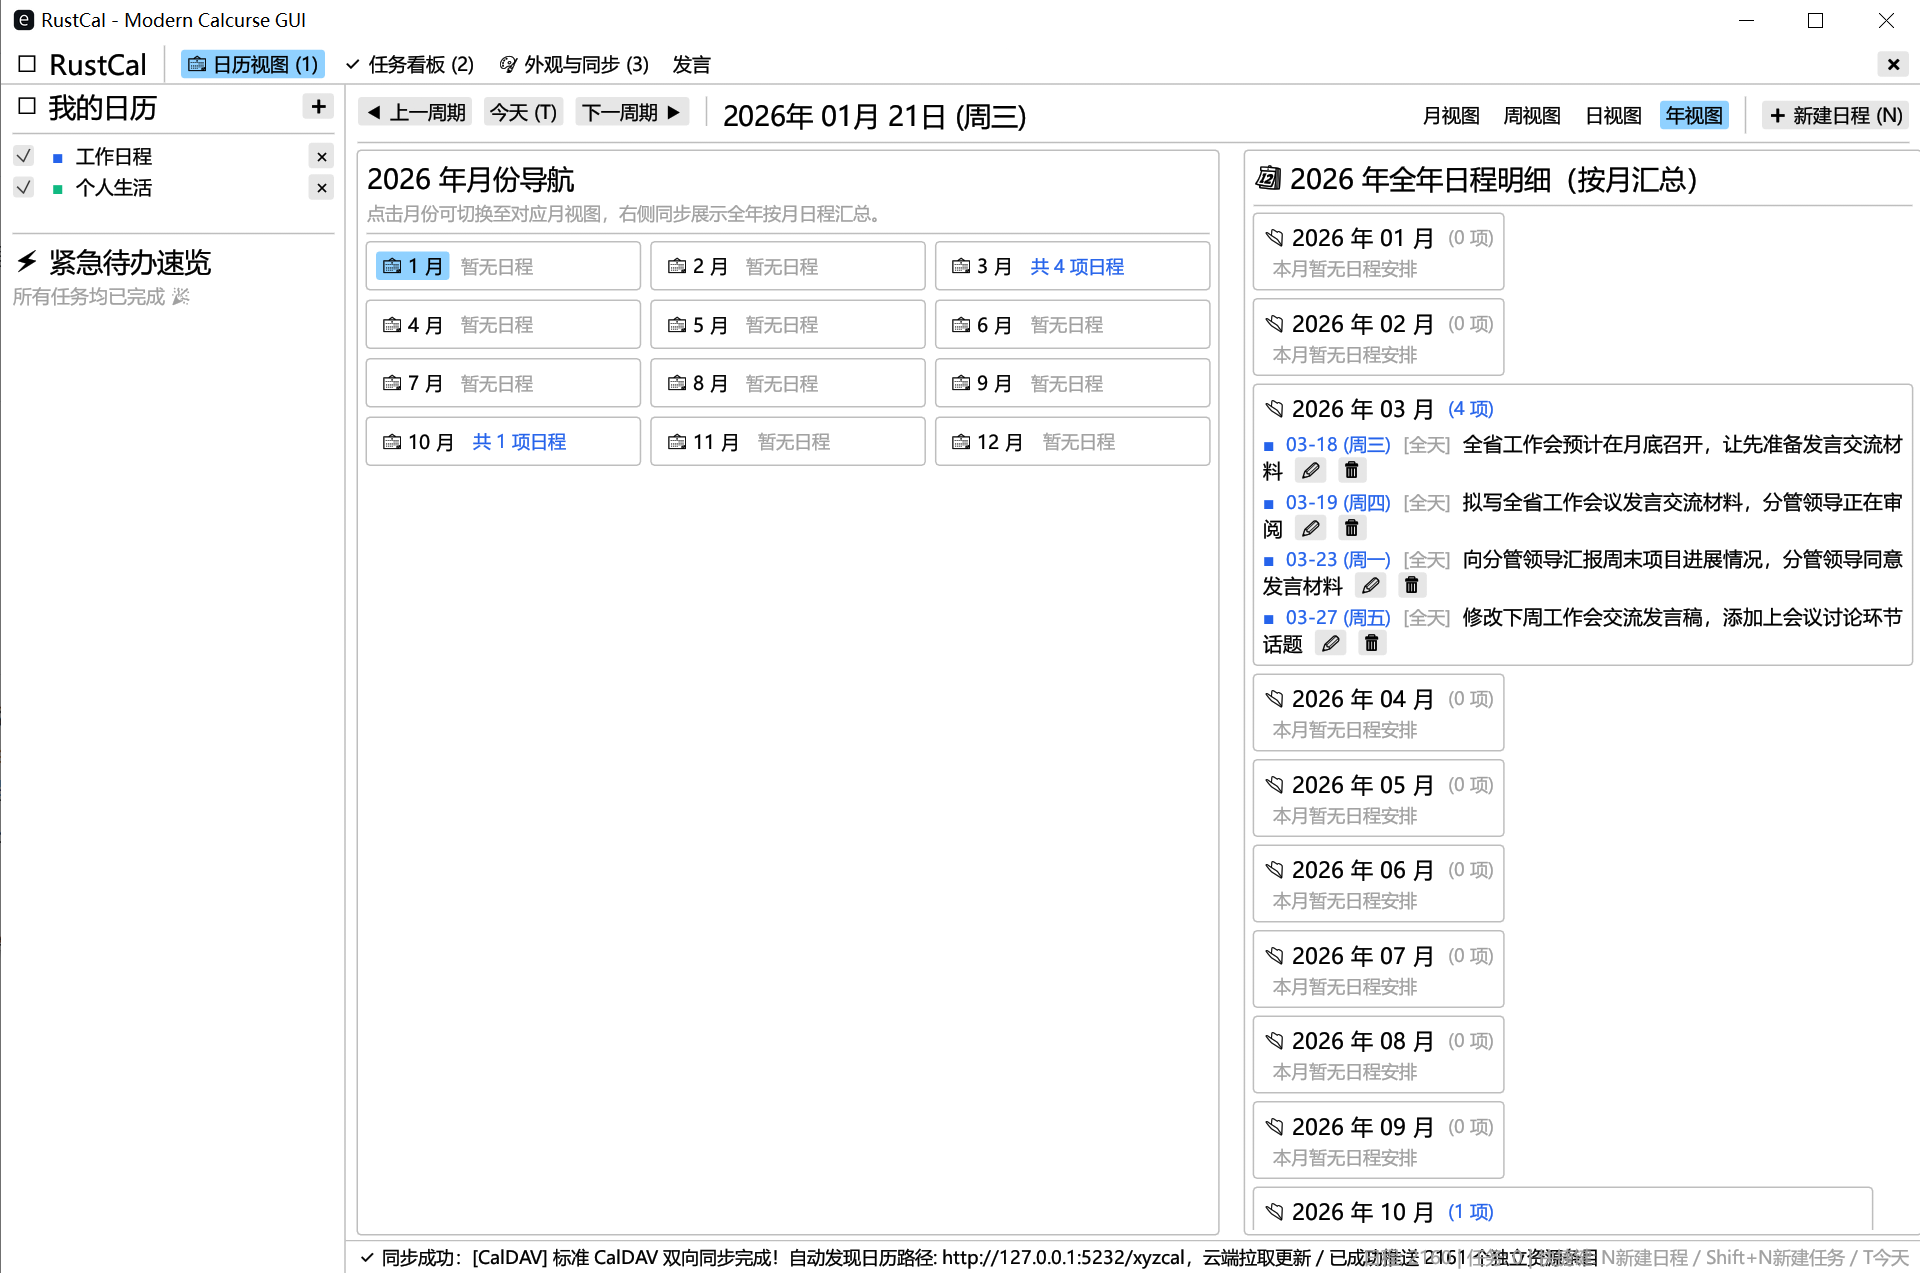 RustCal - Modern Calcurse GUI
RustCal
日历视图 (1)
任务看板 (2)
外观与同步 (3)
发言
我的日历
工作日程
个人生活
紧急待办速览
所有任务均已完成
上一周期
今天 (T)
下一周期
2026年 01月 21日 (周三)
月视图
周视图
日视图
年视图
新建日程 (N)
2026 年月份导航
点击月份可切换至对应月视图，右侧同步展示全年按月日程汇总。
1 月 暂无日程
2 月 暂无日程
3 月 共 4 项日程
4 月 暂无日程
5 月 暂无日程
6 月 暂无日程
7 月 暂无日程
8 月 暂无日程
9 月 暂无日程
10 月 共 1 项日程
11 月 暂无日程
12 月 暂无日程
2026 年全年日程明细（按月汇总）
2026 年 01 月 (0 项)
本月暂无日程安排
2026 年 02 月 (0 项)
本月暂无日程安排
2026 年 03 月 (4 项)
03-18 (周三) [全天] 全省工作会预计在月底召开，让先准备发言交流材
料
03-19 (周四) [全天] 拟写全省工作会议发言交流材料，分管领导正在审
阅
03-23 (周一) [全天] 向分管领导汇报周末项目进展情况，分管领导同意
发言材料
03-27 (周五) [全天] 修改下周工作会交流发言稿，添加上会议讨论环节
话题
2026 年 04 月 (0 项)
本月暂无日程安排
2026 年 05 月 (0 项)
本月暂无日程安排
2026 年 06 月 (0 项)
本月暂无日程安排
2026 年 07 月 (0 项)
本月暂无日程安排
2026 年 08 月 (0 项)
本月暂无日程安排
2026 年 09 月 (0 项)
本月暂无日程安排
2026 年 10 月 (1 项)
同步成功：[CalDAV] 标准 CalDAV 双向同步完成！自动发现日历路径: http://127.0.0.1:5232/xyzcal，云端拉取更新 / 已成功推送 2161 个独立资源条目
N新建日程 / Shift+N新建任务 / T今天